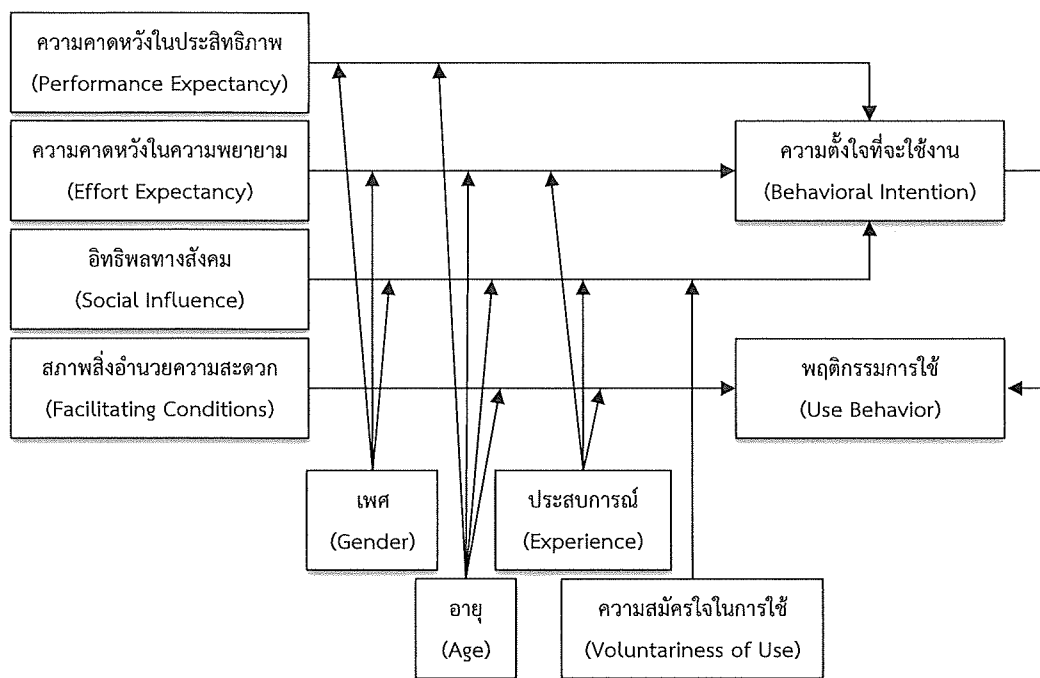 ความคาดหวังในประสิทธิภาพ
(Performance Expectancy)
ความคาดหวังในความพยายาม
(Effort Expectancy)
ความตั้งใจที่จะใช้งาน
(Behavioral Intention)
อิทธิพลทางสังคม
(Social Influence)
สภาพสิ่งอำนวยความสะดวก
(Facilitating Conditions)
พฤติกรรมการใช้
(Use Behavior)
เพศ
(Gender)
ประสบการณ์
(Experience)
อายุ
(Age)
ความสมัครใจในการใช้
(Voluntariness of Use)